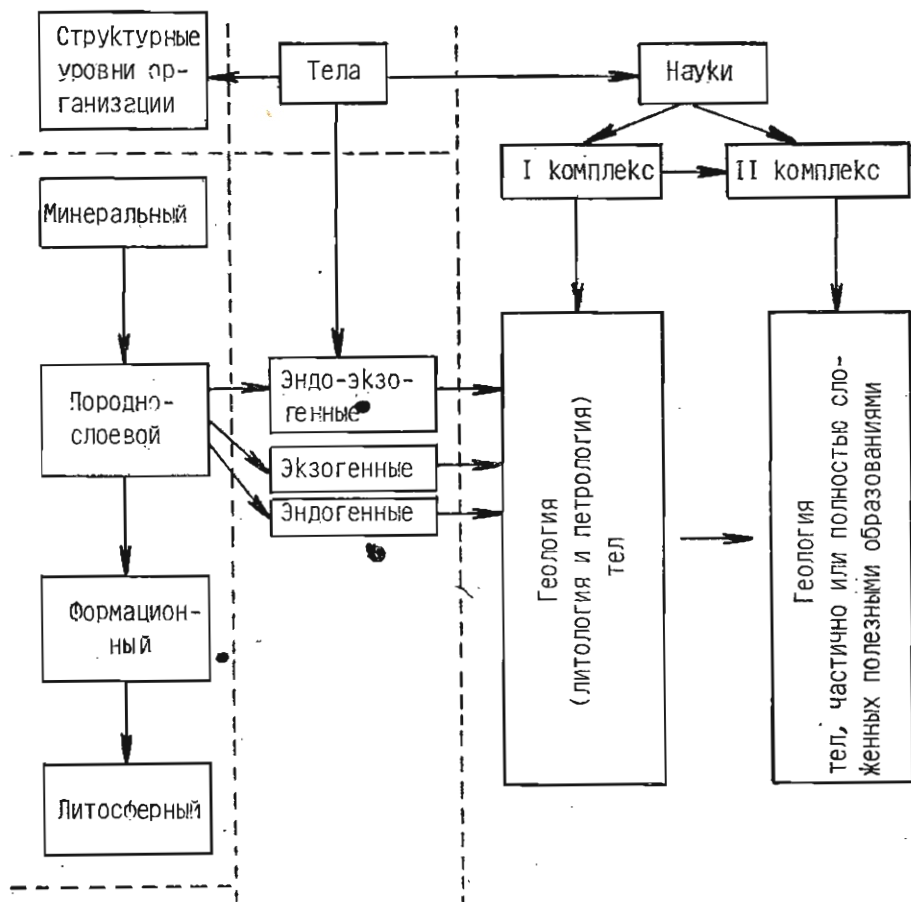 Структурные
уровни ор-
ганизации
Тела
Науки
I комплекс
II комплекс
Минеральный
Породно-
слоевой
Эндо-экзо-
генные
Экзогенные
Эндогенные
Формацион-
ный
Литосферный
Геология
(литология и петрология)
тел
Геология
тел, частично или полностью сло-
женных полезными образованиями